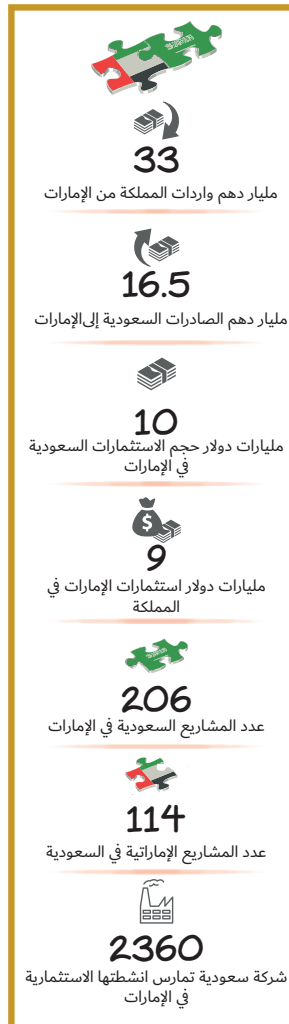 33
مليار دهم واردات المملكة من الإمارات
16.5
مليار دهم الصادرات السعودية إلى الإمارات
10
مليارات دولار حجم الاستثمارات السعودية
في الإمارات
$
9
مليارات دولار استثمارات الإمارات في
المملكة
206
عدد المشاريع السعودية في الإمارات
114
عدد المشاريع الإماراتية في السعودية
2360
شركة سعودية تمارس انشطتها الاستثمارية
في الإمارات